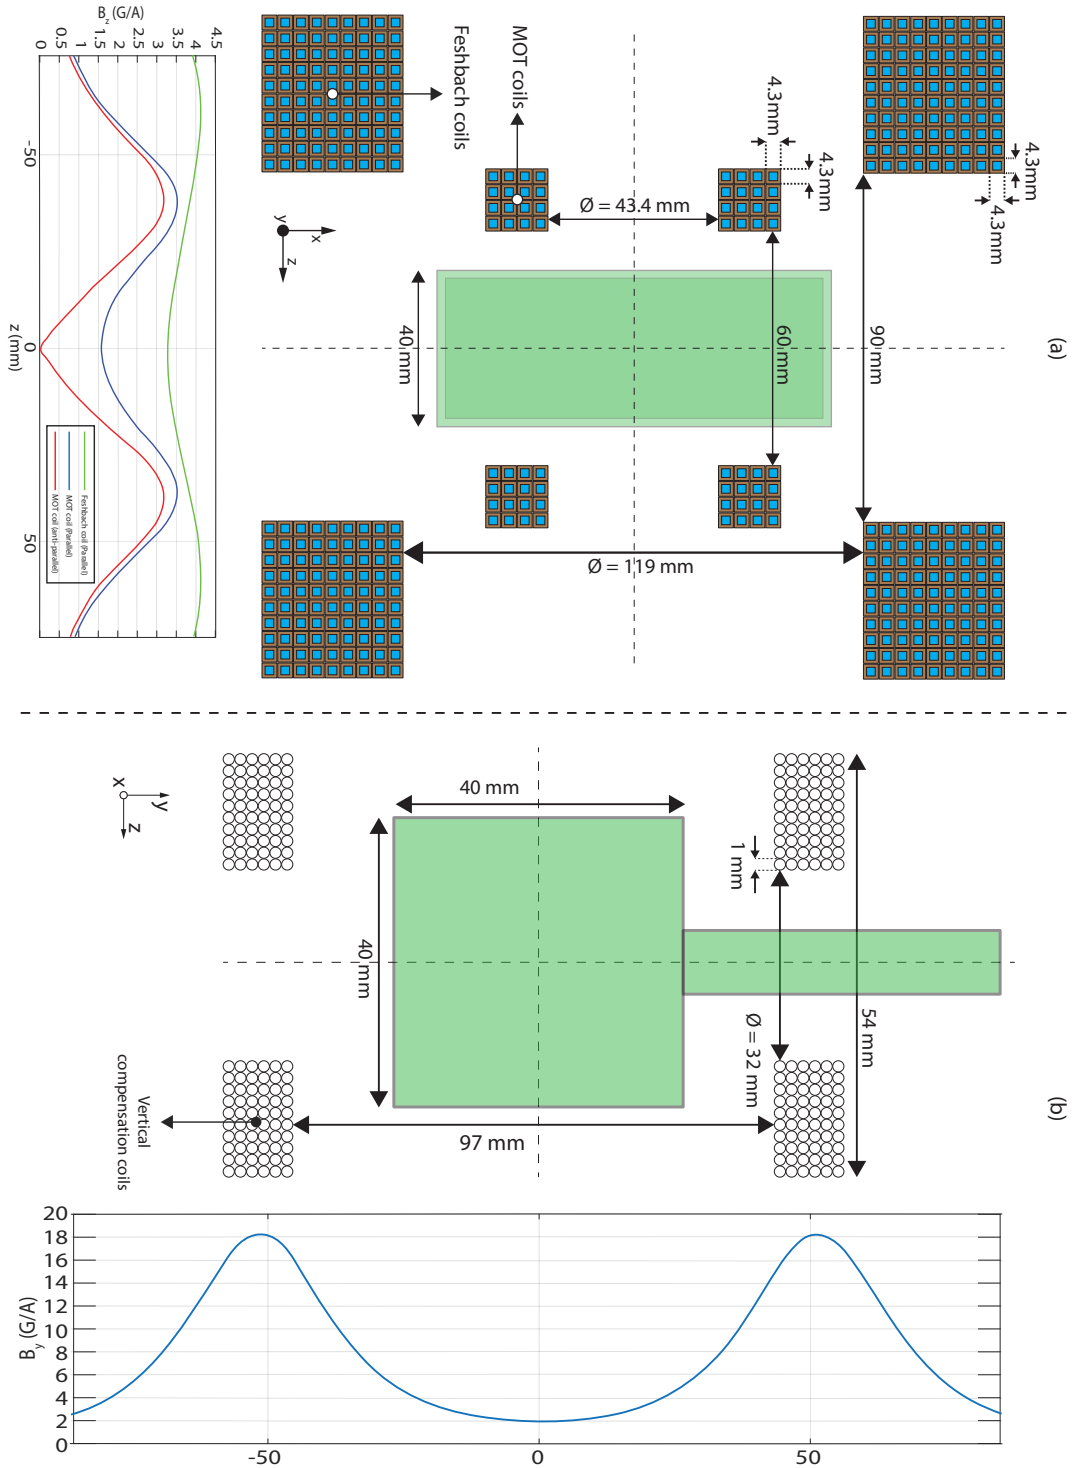 (a)
4.3mm
4.3mm
4.3mm
4.3mm
MOT coils
Feshbach coils
Ø = 43.4 mm
60 mm
90 mm
40 mm
Ø = 119 mm
x
y
z
B_z (G/A)
0
0.5
1
1.5
2
2.5
3
3.5
4
4.5
-50
0
50
z (mm)
Feshbach coil (Parallel)
MOT coil (Parallel)
MOT coil (anti-parallel)
(b)
40 mm
40 mm
1 mm
Ø = 32 mm
54 mm
97 mm
Vertical
compensation coils
y
x
z
B_y (G/A)
20
18
16
14
12
10
8
6
4
2
0
-50
0
50